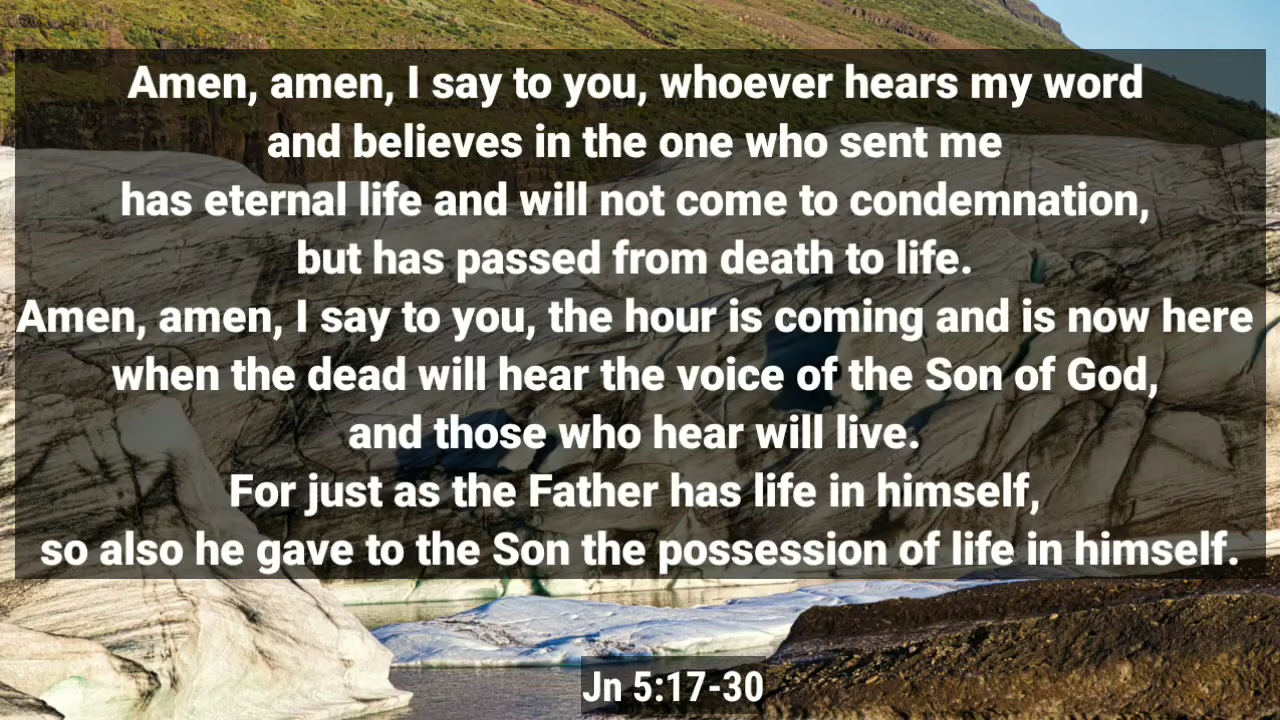 Amen, amen, I say to you, whoever hears my word
and believes in the one who sent me
has eternal life and will not come to condemnation,
but has passed from death to life.
Amen, amen, I say to you, the hour is coming and is now here
when the dead will hear the voice of the Son of God,
and those who hear will live.
For just as the Father has life in himself,
so also he gave to the Son the possession of life in himself.
Jn 5:17-30